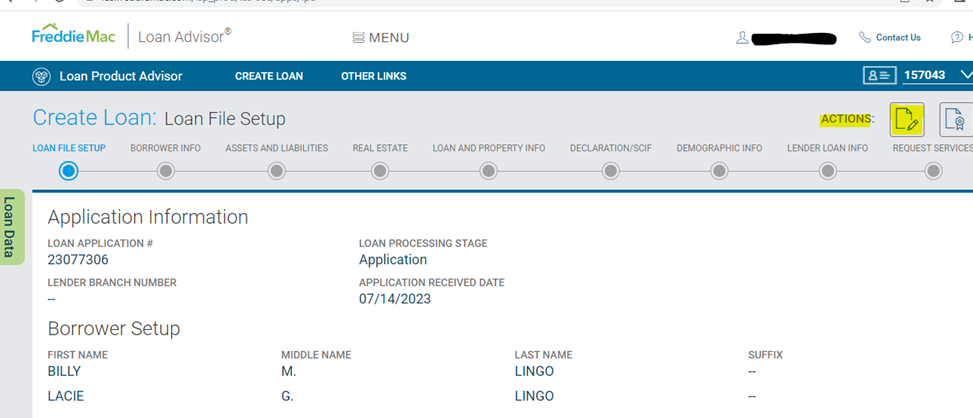 FreddieMac Loan Advisor® MENU Contact Us
Loan Product Advisor CREATE LOAN OTHER LINKS 157043
Create Loan: Loan File Setup ACTIONS:
LOAN FILE SETUP BORROWER INFO ASSETS AND LIABILITIES REAL ESTATE LOAN AND PROPERTY INFO DECLARATION/SCIF DEMOGRAPHIC INFO LENDER LOAN INFO REQUEST SERVICES
Loan Data
Application Information
LOAN APPLICATION # LOAN PROCESSING STAGE
23077306 Application
LENDER BRANCH NUMBER APPLICATION RECEIVED DATE
-- 07/14/2023
Borrower Setup
FIRST NAME MIDDLE NAME LAST NAME SUFFIX
BILLY M. LINGO --
LACIE G. LINGO --